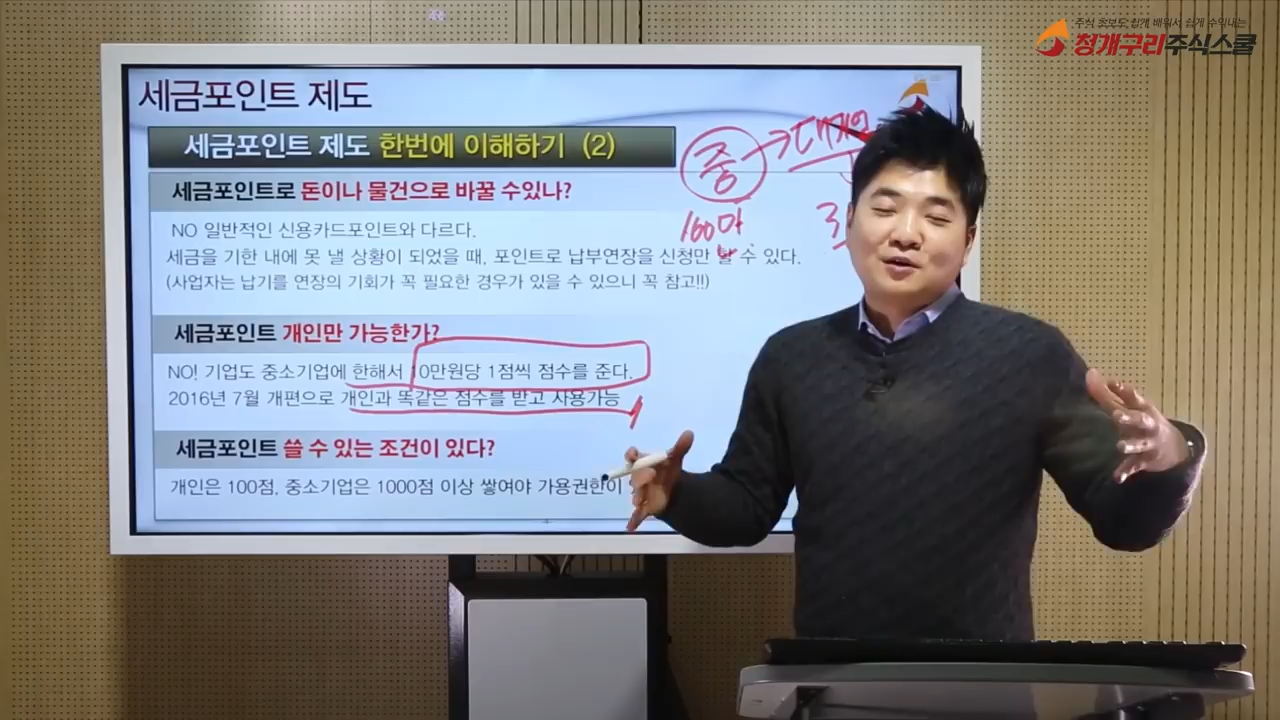 주식 초보도 쉽게 배워서 쉽게 수익내는
청개구리주식스쿨
세금포인트 제도
세금포인트 제도 한번에 이해하기 (2)
중
100만
세금포인트로 돈이나 물건으로 바꿀 수있나?
NO 일반적인 신용카드포인트와 다르다.
세금을 기한 내에 못 낼 상황이 되었을 때, 포인트로 납부연장을 신청만 할 수 있다.
(사업자는 납기를 연장의 기회가 꼭 필요한 경우가 있을 수 있으니 꼭 참고!!)
세금포인트 개인만 가능한가?
NO! 기업도 중소기업에 한해서 10만원당 1점씩 점수를 준다.
2016년 7월 개편으로 개인과 똑같은 점수를 받고 사용가능
세금포인트 쓸 수 있는 조건이 있다?
개인은 100점, 중소기업은 1000점 이상 쌓여야 가용권한이